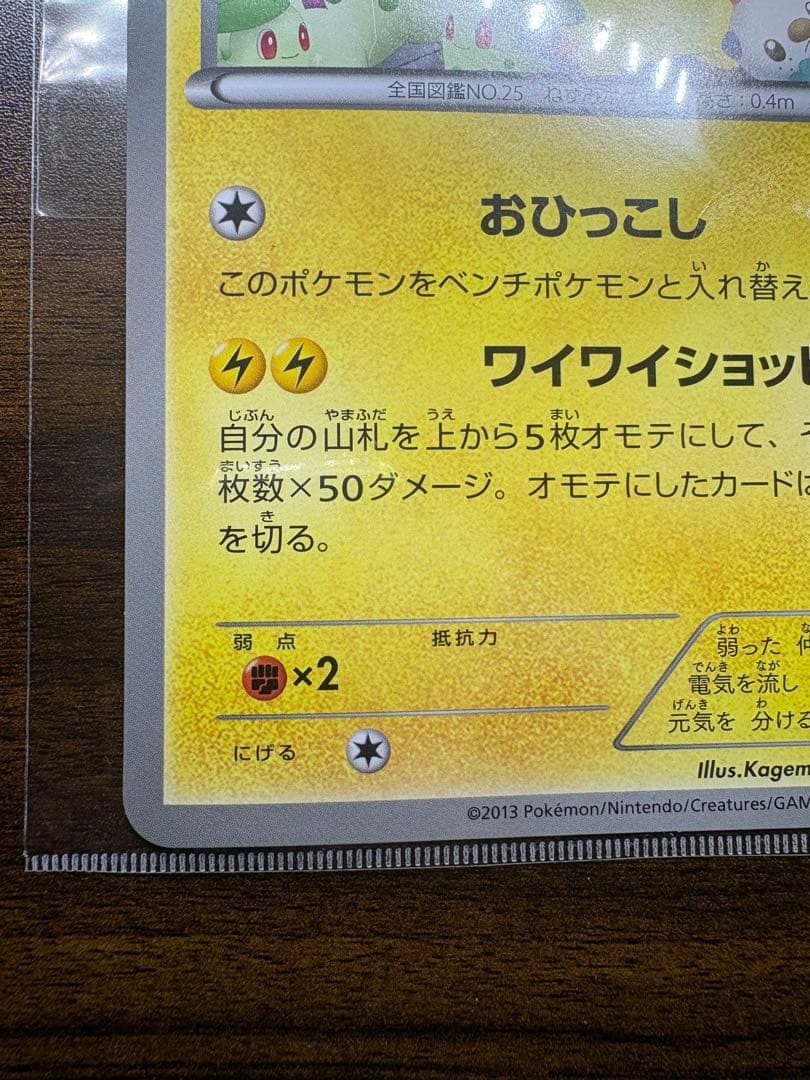 全国図鑑NO.25 ねず
さ：0.4m
おひっこし
このポケモンをベンチポケモンと入れ替え
ワイワイショッ
自分の山札を上から5枚オモテにして、
枚数×50ダメージ。オモテにしたカード
を切る。
弱点 抵抗力
×2
にげる
弱った
電気を流し
元気を 分ける
Illus.Kagem
©2013 Pokémon/Nintendo/Creatures/GAM